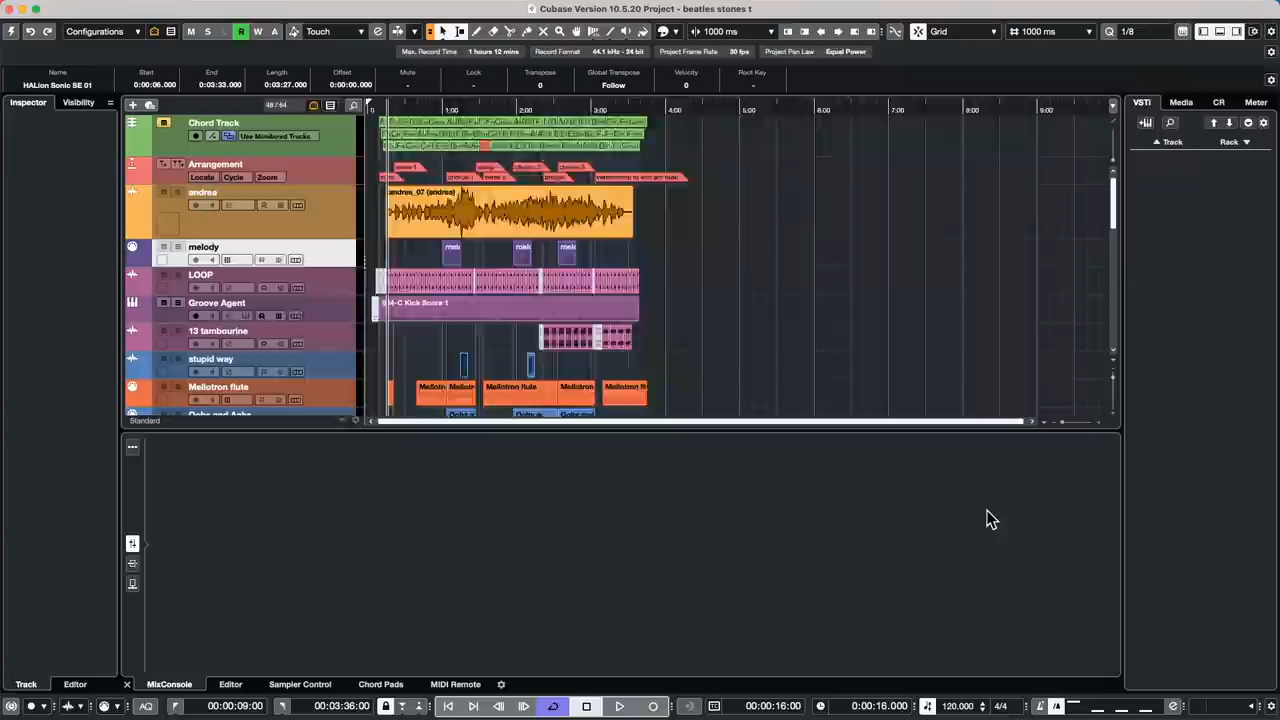 Cubase Version 10.5.20 Project - beatles stones t
Configurations M S L R W A Touch 1000 ms Grid 1000 ms Q 1/8
Max. Record Time 1 hours 12 mins Record Format 44.1 kHz - 24 bit Project Frame Rate 30 fps Project Pan Law Equal Power
Name Start End Length Offset Mute Lock Transpose Global Transpose Velocity Root Key
HALion Sonic SE 01 0:00:06.000 0:03:33.000 0:03:27.000 0:00:00.000 - - 0 Follow 0 -
Inspector Visibility 48 / 64 0 1:00 2:00 3:00 4:00 5:00 6:00 7:00 8:00 9:00 VSTi Media CR Meter
Track Rack
Chord Track
Use Monitored Tracks
Arrangement
Locate Cycle Zoom
andrea andrea_07 (andrea)
melody
LOOP
Groove Agent
13 tambourine
stupid way
Mellotron flute Mellotron flute Mellotron
Oohs and Aahs
Standard
Track Editor MixConsole Editor Sampler Control Chord Pads MIDI Remote
AQ 00:00:09:00 00:03:36:00 00:00:16:00 0:00:16.000 120.000 4/4